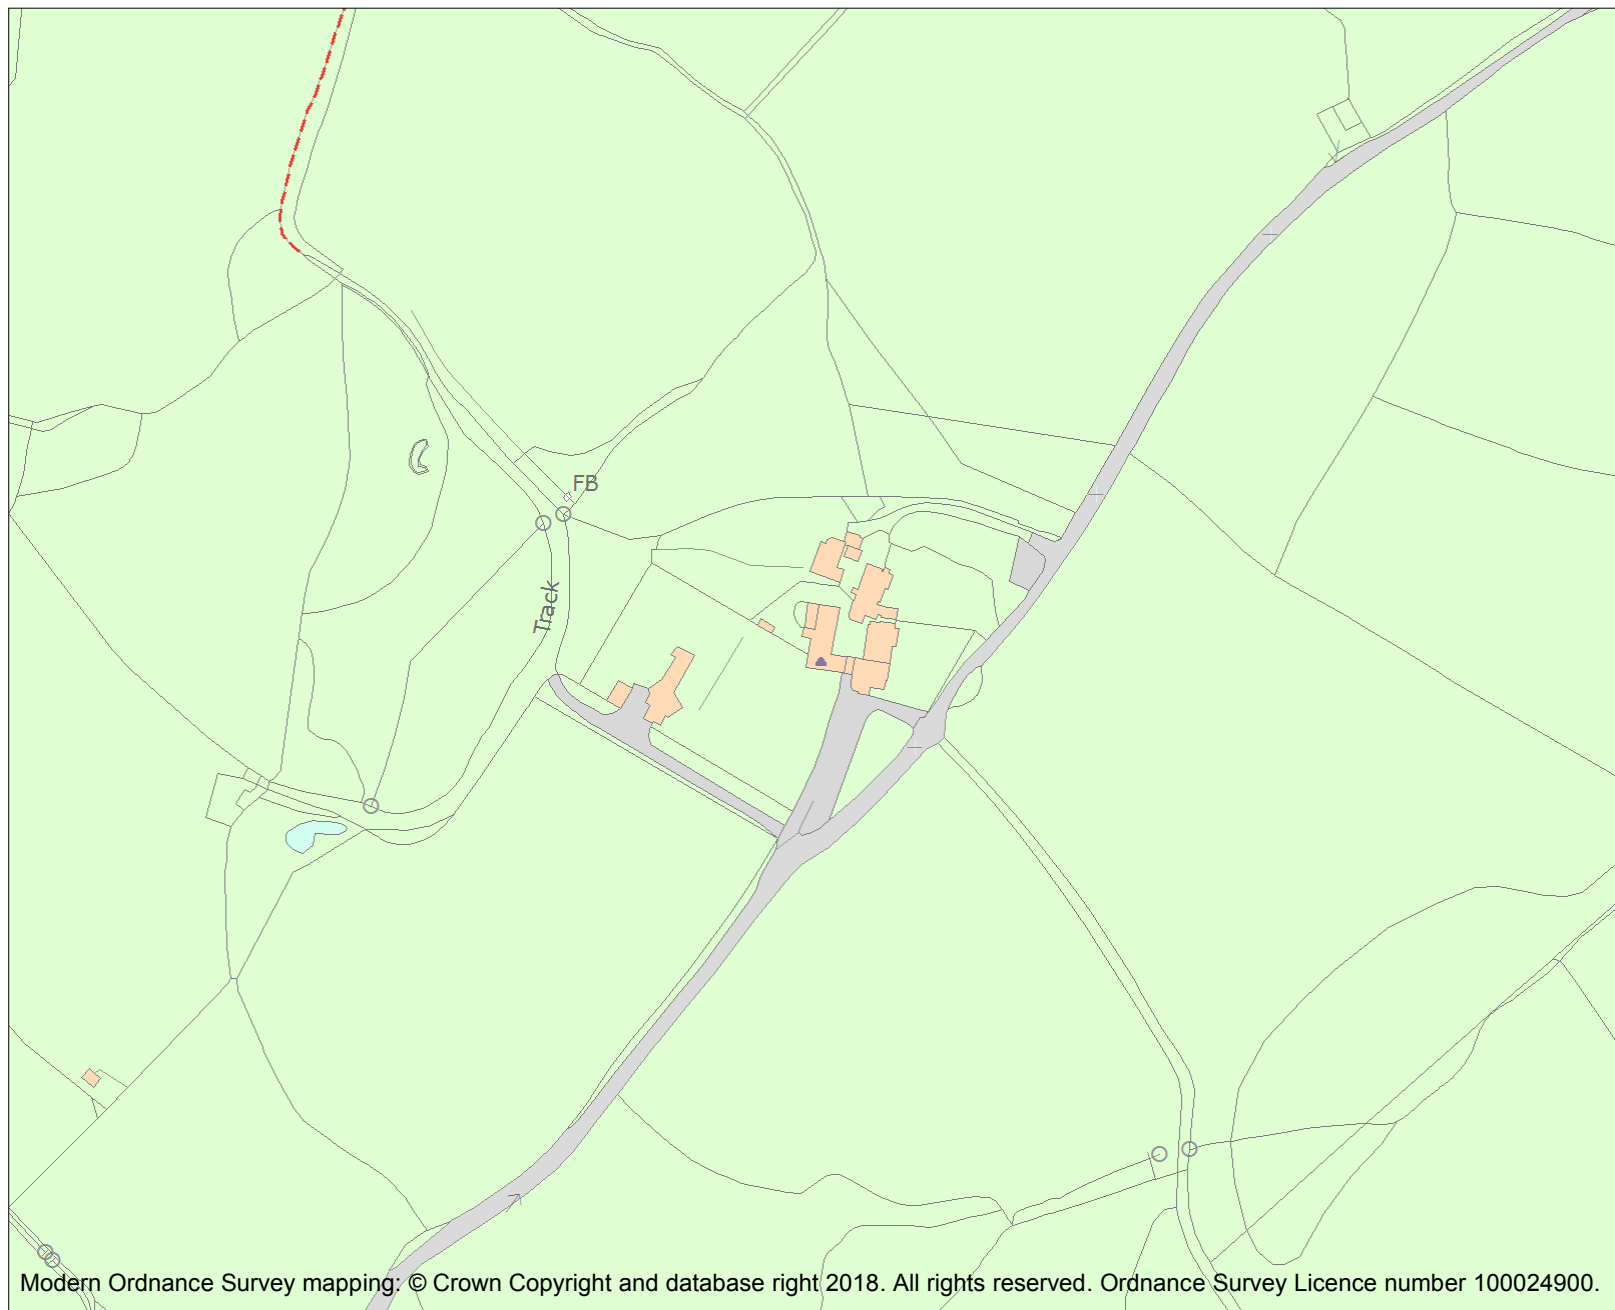 FB
Track
Modern Ordnance Survey mapping: © Crown Copyright and database right 2018. All rights reserved. Ordnance Survey Licence number 100024900.